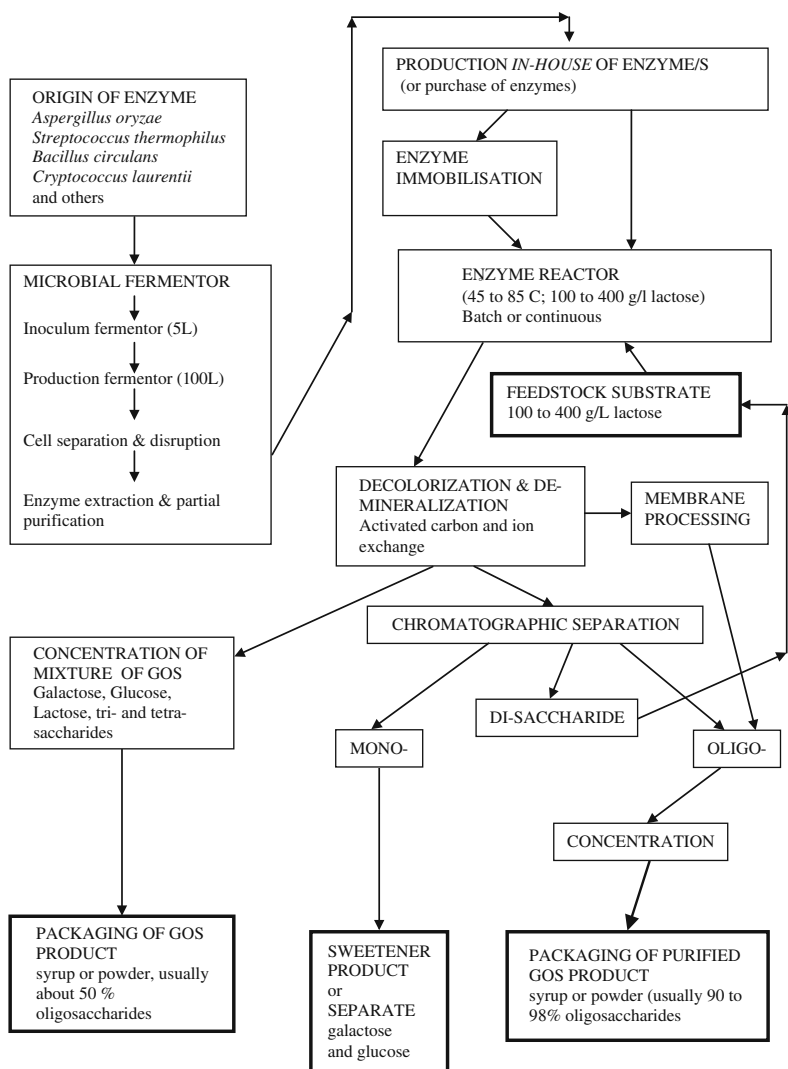 PRODUCTION IN-HOUSE OF ENZYME/S
(or purchase of enzymes)
ORIGIN OF ENZYME
Aspergillus oryzae
Streptococcus thermophilus
Bacillus circulans
Cryptococcus laurentii
and others
ENZYME
IMMOBILISATION
MICROBIAL FERMENTOR
Inoculum fermentor (5L)
Production fermentor (100L)
Cell separation & disruption
Enzyme extraction & partial
purification
ENZYME REACTOR
(45 to 85 C; 100 to 400 g/l lactose)
Batch or continuous
FEEDSTOCK SUBSTRATE
100 to 400 g/L lactose
DECOLORIZATION & DE-
MINERALIZATION
Activated carbon and ion
exchange
MEMBRANE
PROCESSING
CHROMATOGRAPHIC SEPARATION
CONCENTRATION OF
MIXTURE OF GOS
Galactose, Glucose,
Lactose, tri- and tetra-
saccharides
MONO-
DI-SACCHARIDE
OLIGO-
CONCENTRATION
PACKAGING OF GOS
PRODUCT
syrup or powder, usually
about 50 %
oligosaccharides
SWEETENER
PRODUCT
or
SEPARATE
galactose
and glucose
PACKAGING OF PURIFIED
GOS PRODUCT
syrup or powder (usually 90 to
98% oligosaccharides